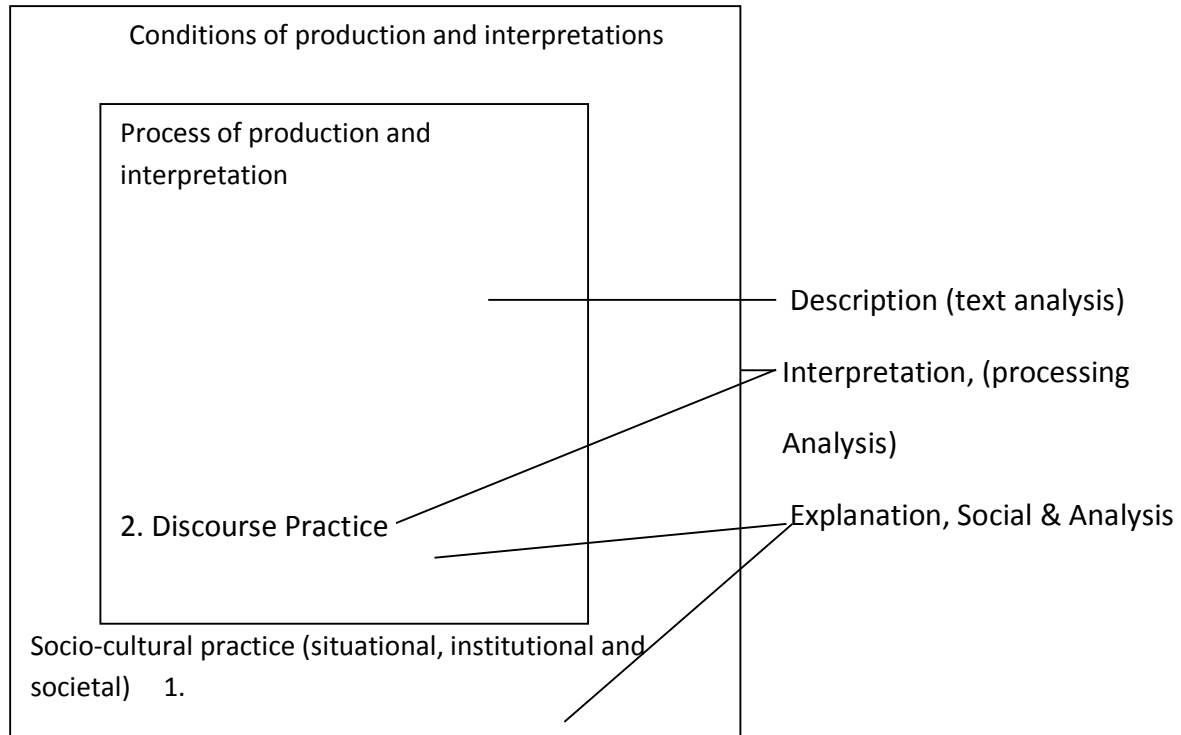 Conditions of production and interpretations
Process of production and
interpretation
Description (text analysis)
Interpretation, (processing
Analysis)
2. Discourse Practice
Explanation, Social & Analysis
Socio-cultural practice (situational, institutional and
societal) 1.